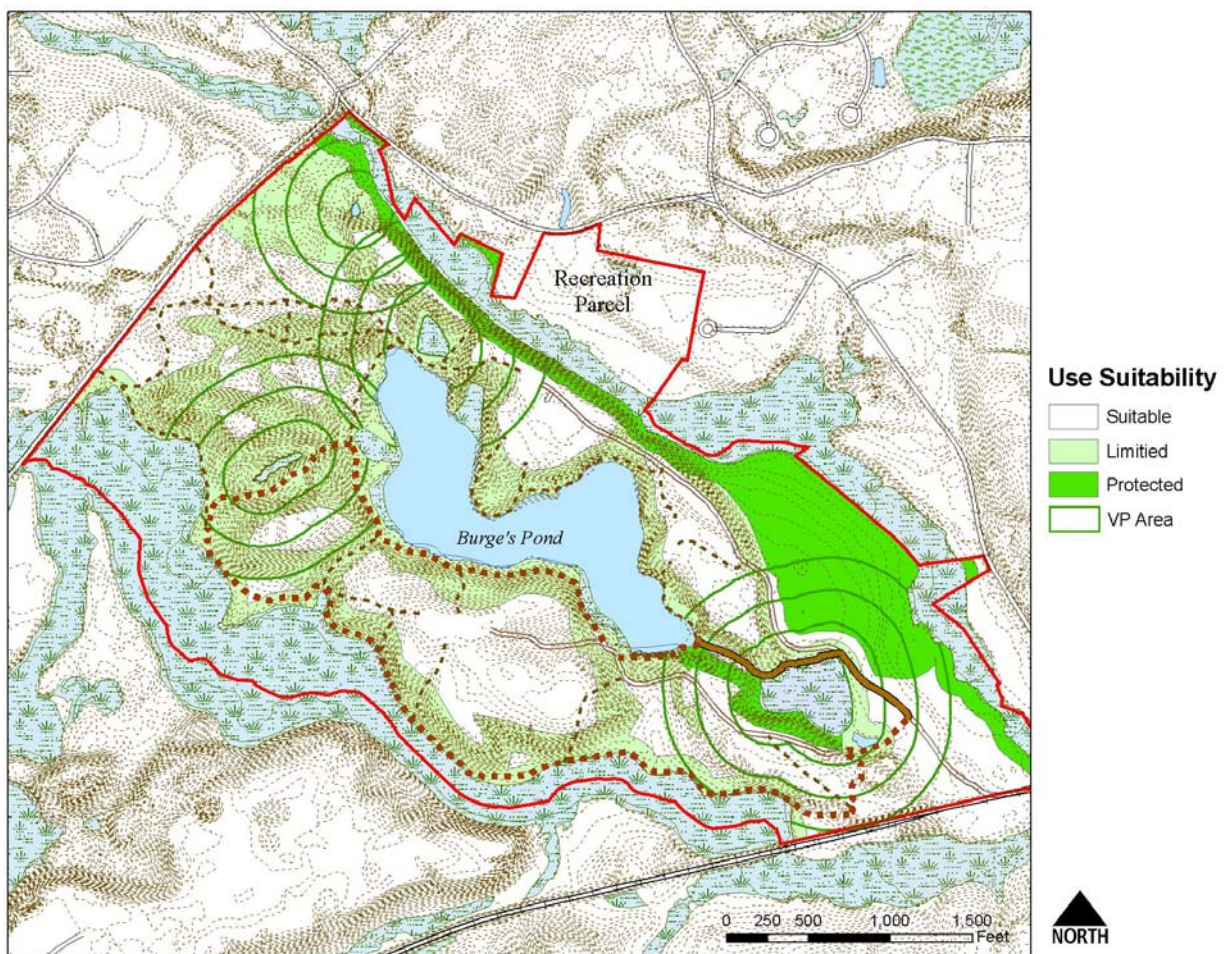 Recreation
Parcel
Burge's Pond
Use Suitability
Suitable
Limitied
Protected
VP Area
0 250 500 1,000 1,500
Feet
NORTH